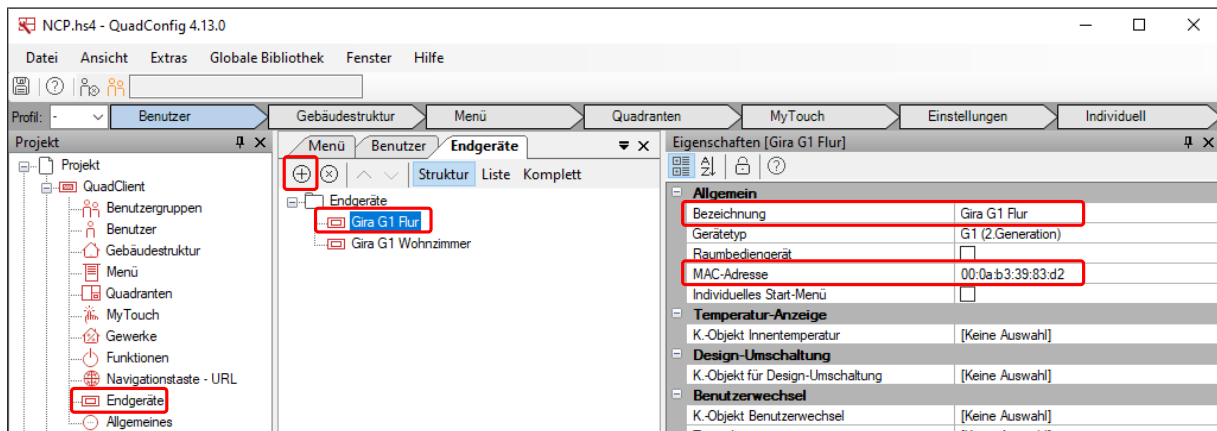 NCP.hs4 - QuadConfig 4.13.0
Datei Ansicht Extras Globale Bibliothek Fenster Hilfe
Profil: - Benutzer Gebäudestruktur Menü Quadranten MyTouch Einstellungen Individuell
Projekt
Projekt
QuadClient
Benutzergruppen
Benutzer
Gebäudestruktur
Menü
Quadranten
MyTouch
Gewerke
Funktionen
Navigationstaste - URL
Endgeräte
Allgemeines
Menü Benutzer Endgeräte
Struktur Liste Komplett
Endgeräte
Gira G1 Flur
Gira G1 Wohnzimmer
Eigenschaften [Gira G1 Flur]
Allgemein
Bezeichnung Gira G1 Flur
Gerätetyp G1 (2.Generation)
Raumbediengerät
MAC-Adresse 00:0a:b3:39:83:d2
Individuelles Start-Menü
Temperatur-Anzeige
K.-Objekt Innentemperatur [Keine Auswahl]
Design-Umschaltung
K.-Objekt für Design-Umschaltung [Keine Auswahl]
Benutzerwechsel
K.-Objekt Benutzerwechsel [Keine Auswahl]